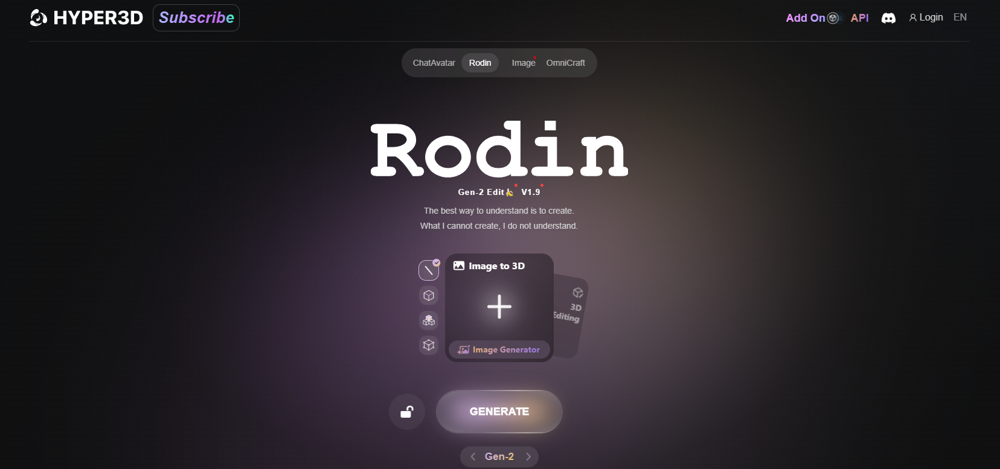 HYPER3D Subscribe Add On API Login EN
ChatAvatar Rodin Image OmniCraft
Rodin
Gen-2 Edit V1.9
The best way to understand is to create.
What I cannot create, I do not understand.
Image to 3D
3D
Editing
Image Generator
GENERATE
Gen-2